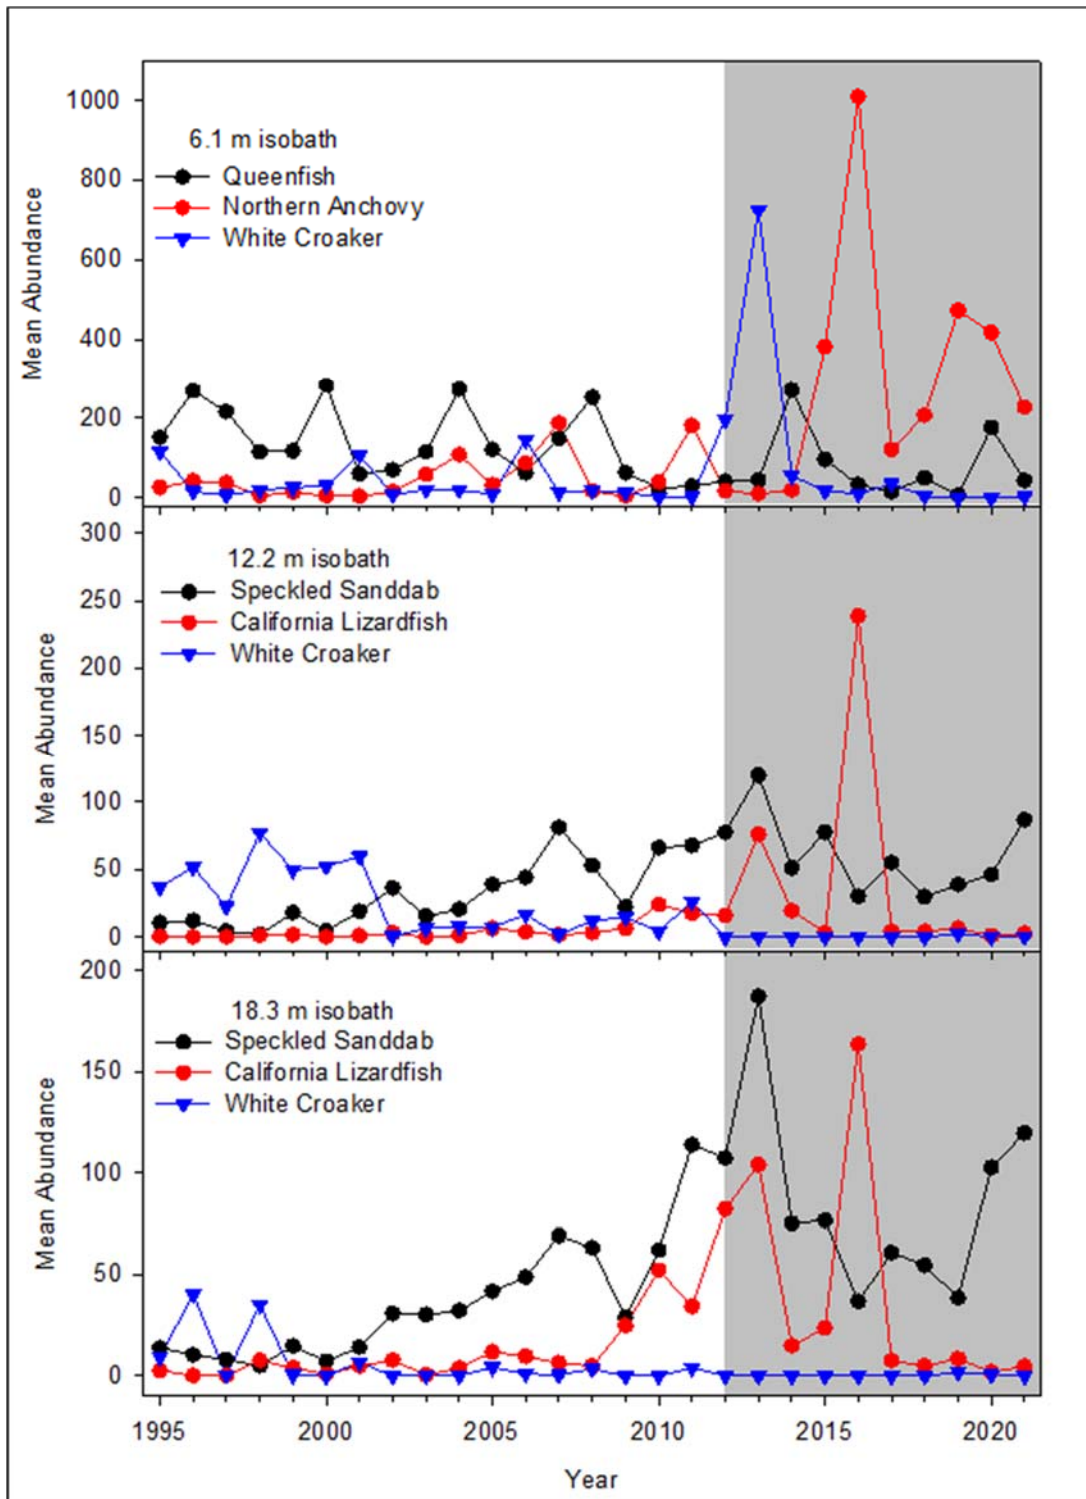 1000
800
600
400
200
0
Mean Abundance
6.1 m isobath
Queenfish
Northern Anchovy
White Croaker
300
250
200
150
100
50
0
Mean Abundance
12.2 m isobath
Speckled Sanddab
California Lizardfish
White Croaker
200
150
100
50
0
Mean Abundance
18.3 m isobath
Speckled Sanddab
California Lizardfish
White Croaker
1995 2000 2005 2010 2015 2020
Year